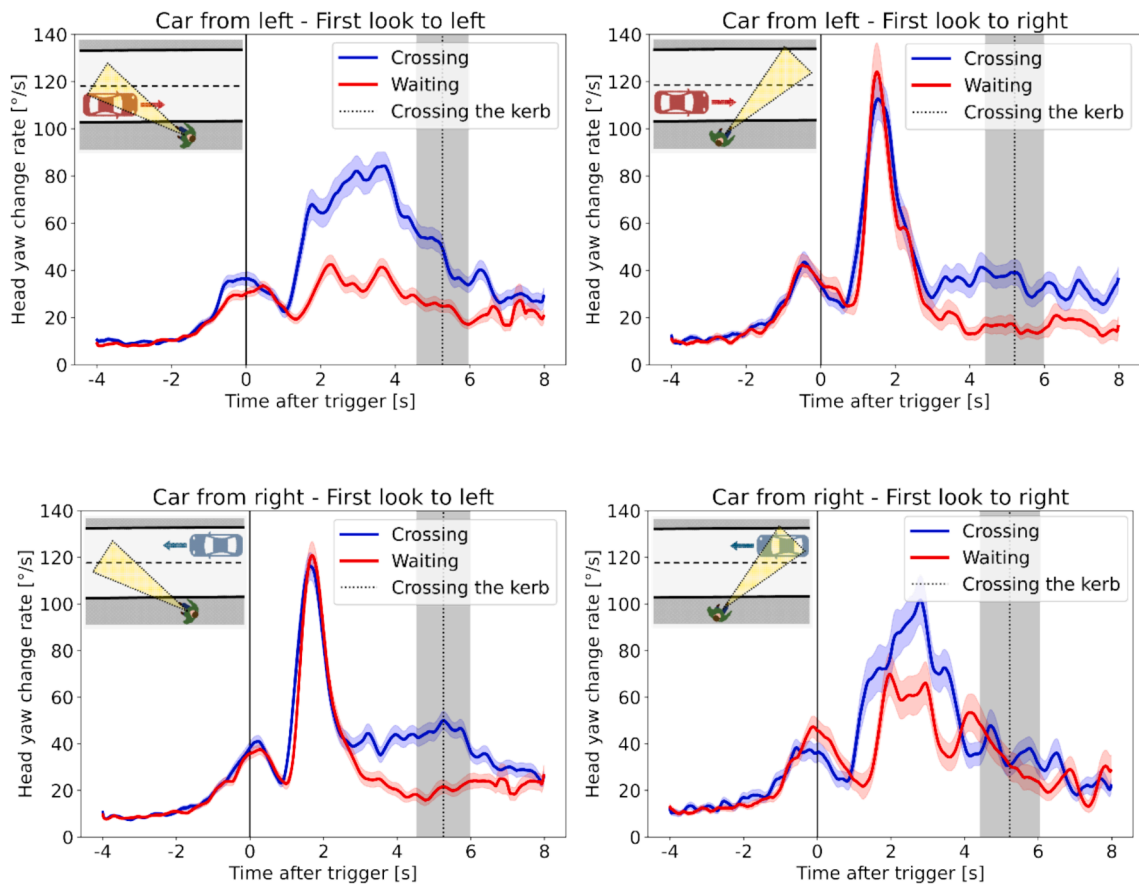 Car from left - First look to left
Head yaw change rate [°/s]
140
120
100
80
60
40
20
0
Crossing
Waiting
Crossing the kerb
-4 -2 0 2 4 6 8
Time after trigger [s]
Car from left - First look to right
Head yaw change rate [°/s]
140
120
100
80
60
40
20
0
Crossing
Waiting
Crossing the kerb
-4 -2 0 2 4 6 8
Time after trigger [s]
Car from right - First look to left
Head yaw change rate [°/s]
140
120
100
80
60
40
20
0
Crossing
Waiting
Crossing the kerb
-4 -2 0 2 4 6 8
Time after trigger [s]
Car from right - First look to right
Head yaw change rate [°/s]
140
120
100
80
60
40
20
0
Crossing
Waiting
Crossing the kerb
-4 -2 0 2 4 6 8
Time after trigger [s]